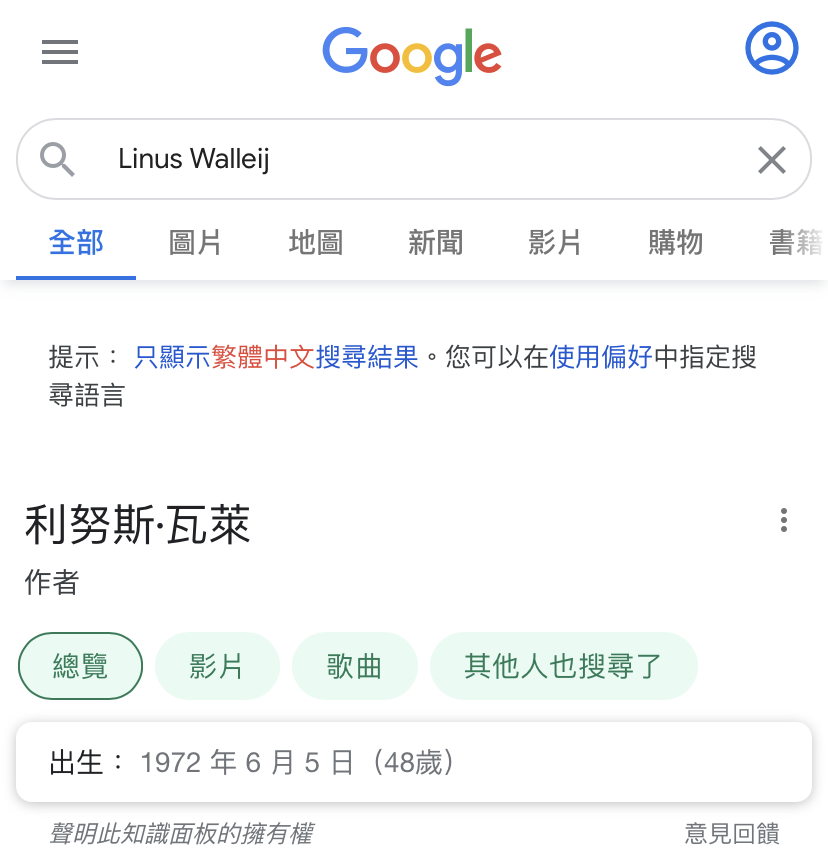 Google
Linus Walleij
全部 圖片 地圖 新聞 影片 購物 書籍
提示： 只顯示繁體中文搜尋結果。您可以在使用偏好中指定搜
尋語言
利努斯·瓦萊
作者
總覽 影片 歌曲 其他人也搜尋了
出生： 1972 年 6 月 5 日（48歲）
聲明此知識面板的擁有權 意見回饋